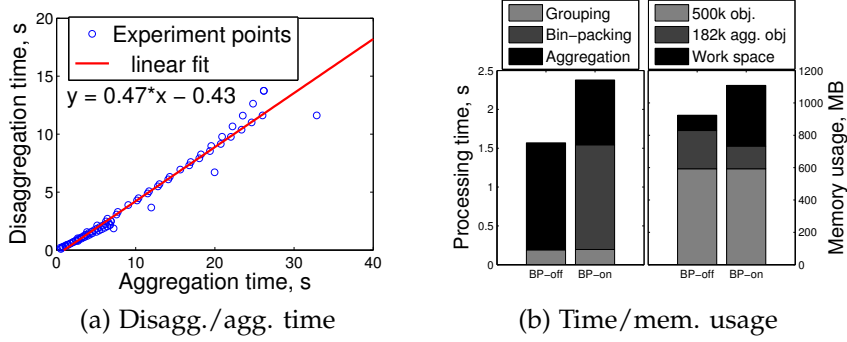 20
15
10
5
0
0
10
20
30
40
Disaggregation time, s
Aggregation time, s
Experiment points
linear fit
y = 0.47*x − 0.43
(a) Disagg./agg. time
Grouping
Bin−packing
Aggregation
500k obj.
182k agg. obj
Work space
2.5
2
1.5
1
0.5
0
Processing time, s
BP−off
BP−on
BP−off
BP−on
1200
1000
800
600
400
200
0
Memory usage, MB
(b) Time/mem. usage